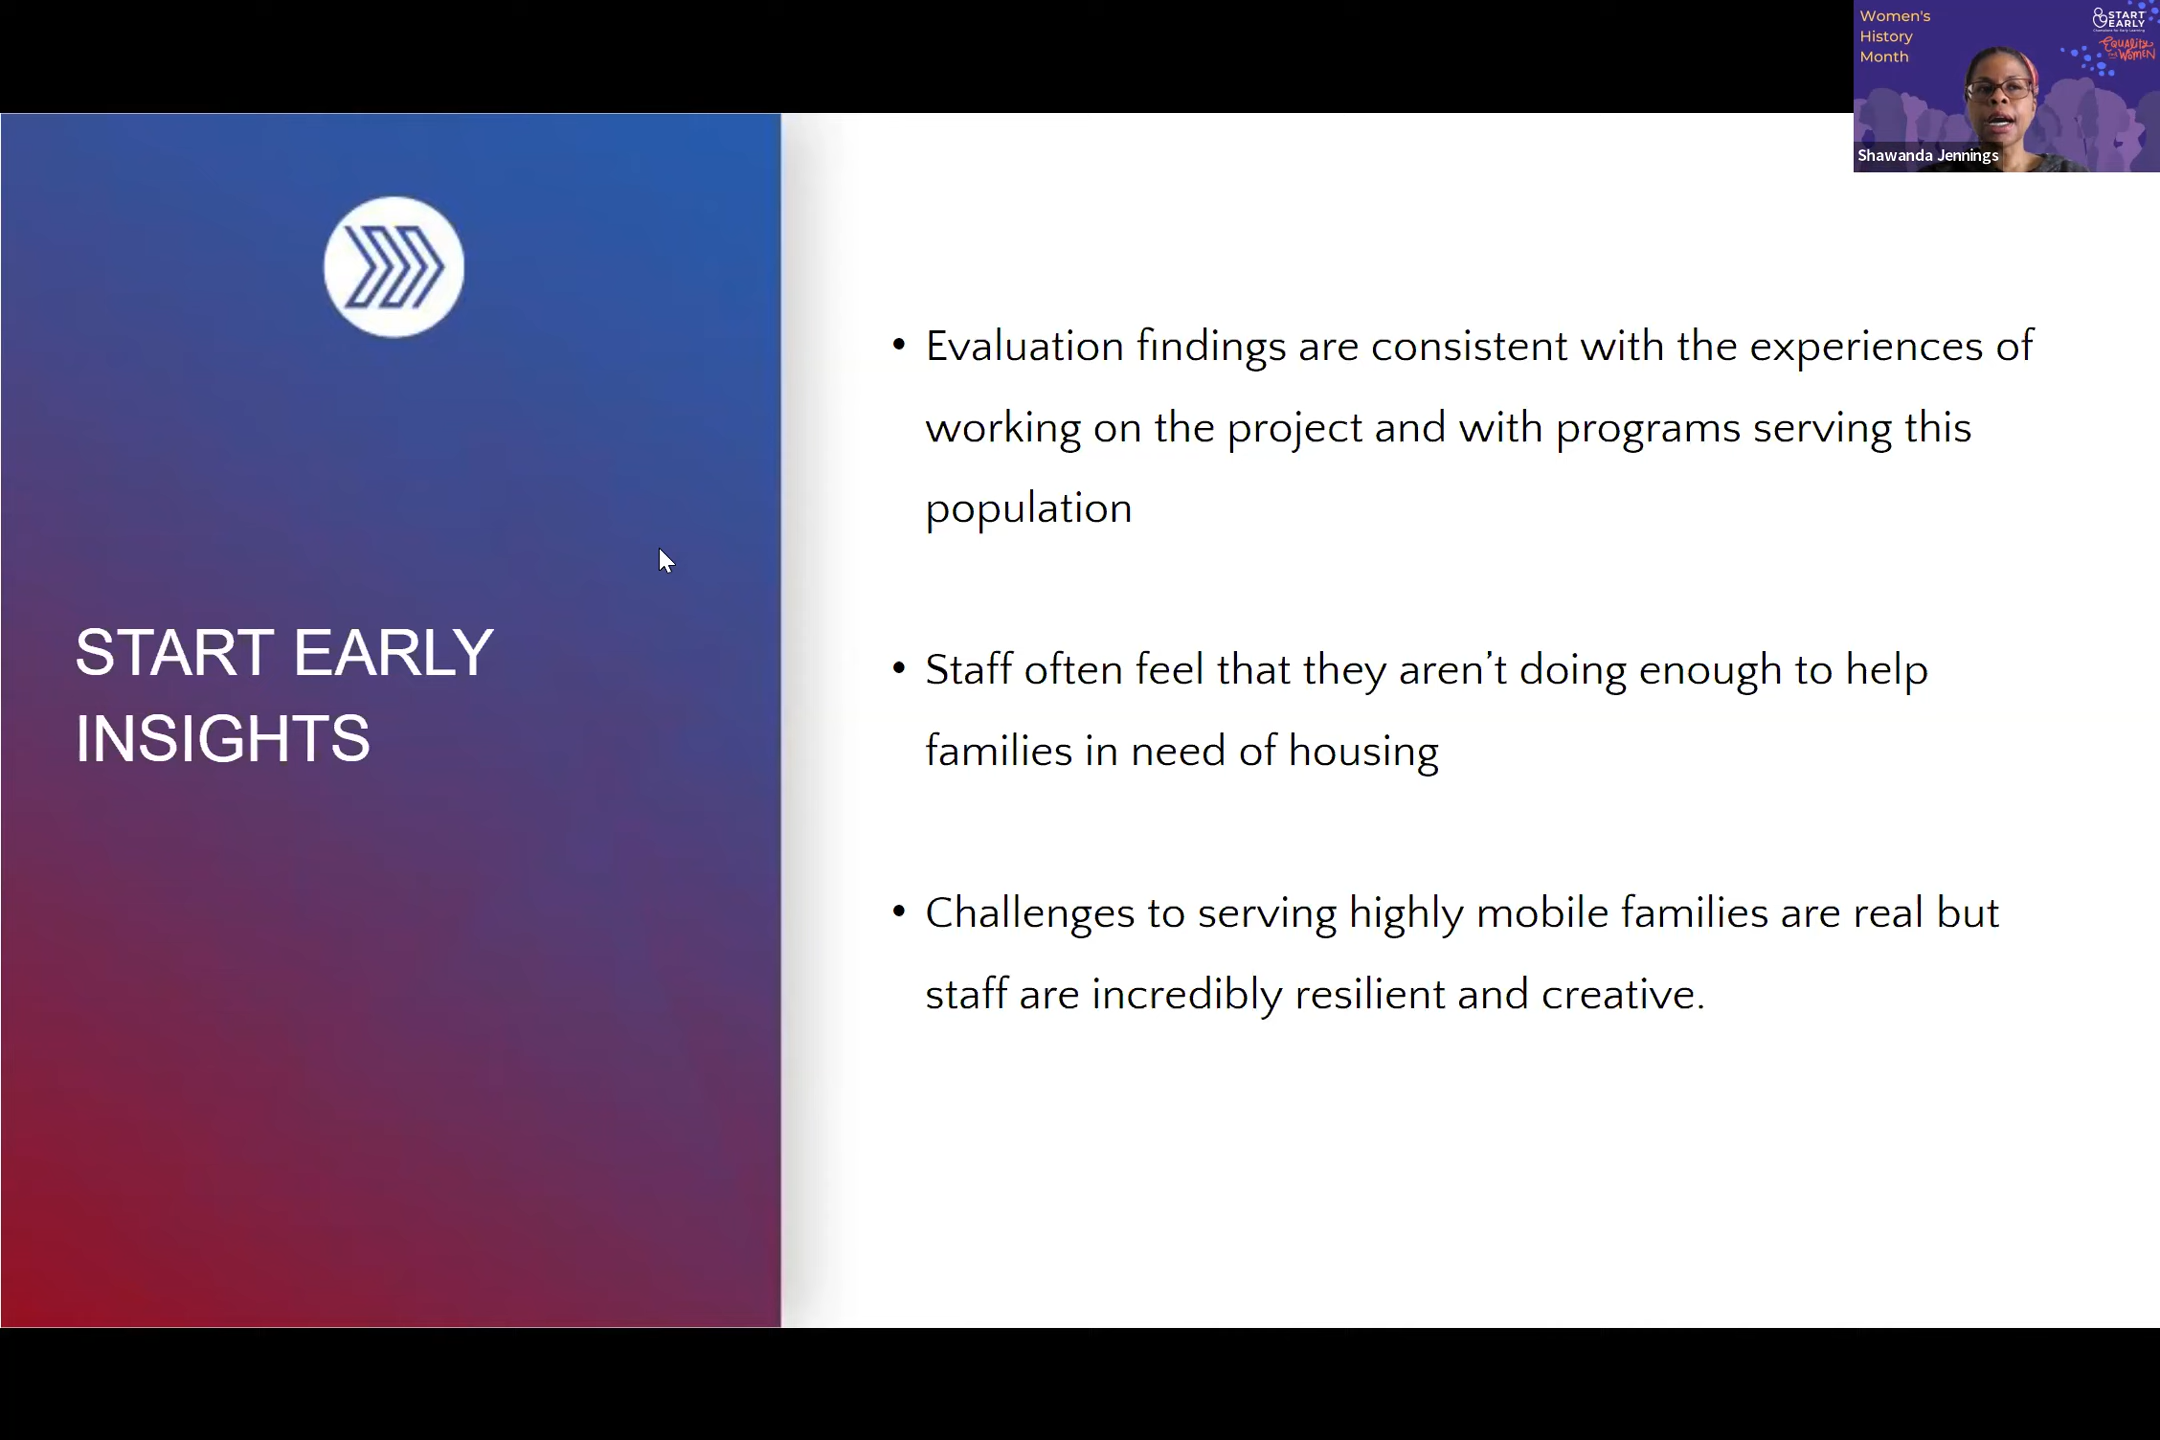 Women's
History
Month
START
EARLY
Equality
Women
Shawanda Jennings
START EARLY
INSIGHTS
• Evaluation findings are consistent with the experiences of
working on the project and with programs serving this
population
• Staff often feel that they aren’t doing enough to help
families in need of housing
• Challenges to serving highly mobile families are real but
staff are incredibly resilient and creative.